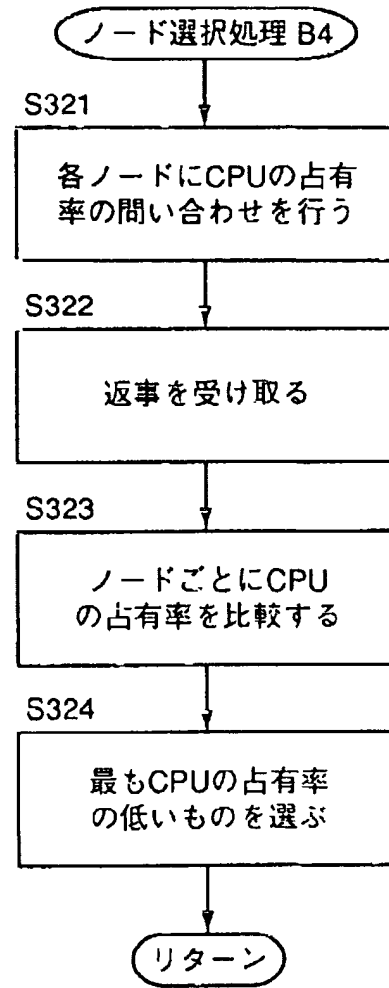 ノード選択処理 B4
S321
各ノードにCPUの占有
率の問い合わせを行う
S322
返事を受け取る
S323
ノードごとにCPU
の占有率を比較する
S324
最もCPUの占有率
の低いものを選ぶ
リターン